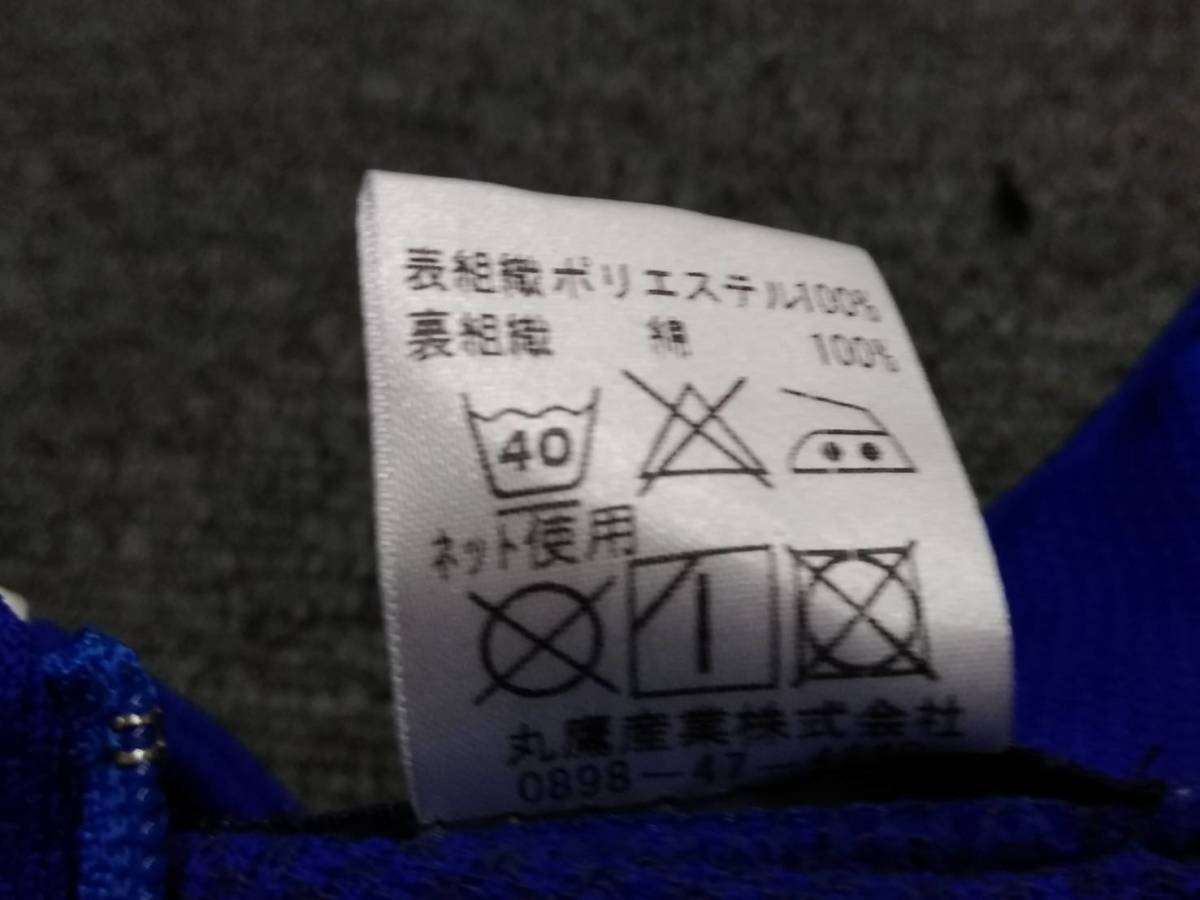 表組織ポリエステル100%
裏組織 綿 100%
40
ネット使用
丸鷹産業株式会社
0898-47-